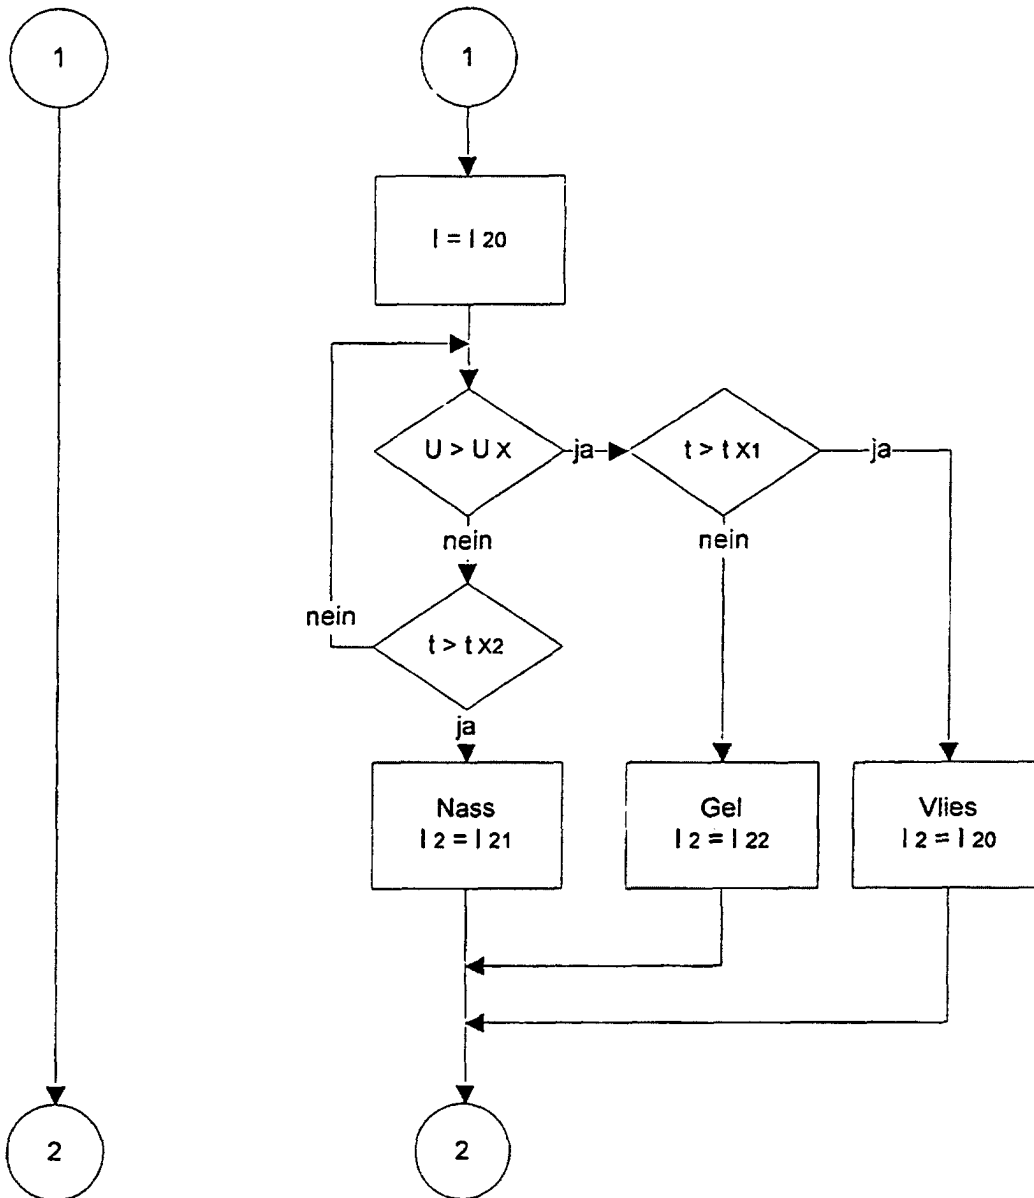 1
1
I = I 20
U > U X
ja
t > t X1
ja
nein
nein
nein
t > t X2
ja
Nass
I 2 = I 21
Gel
I 2 = I 22
Vlies
I 2 = I 20
2
2